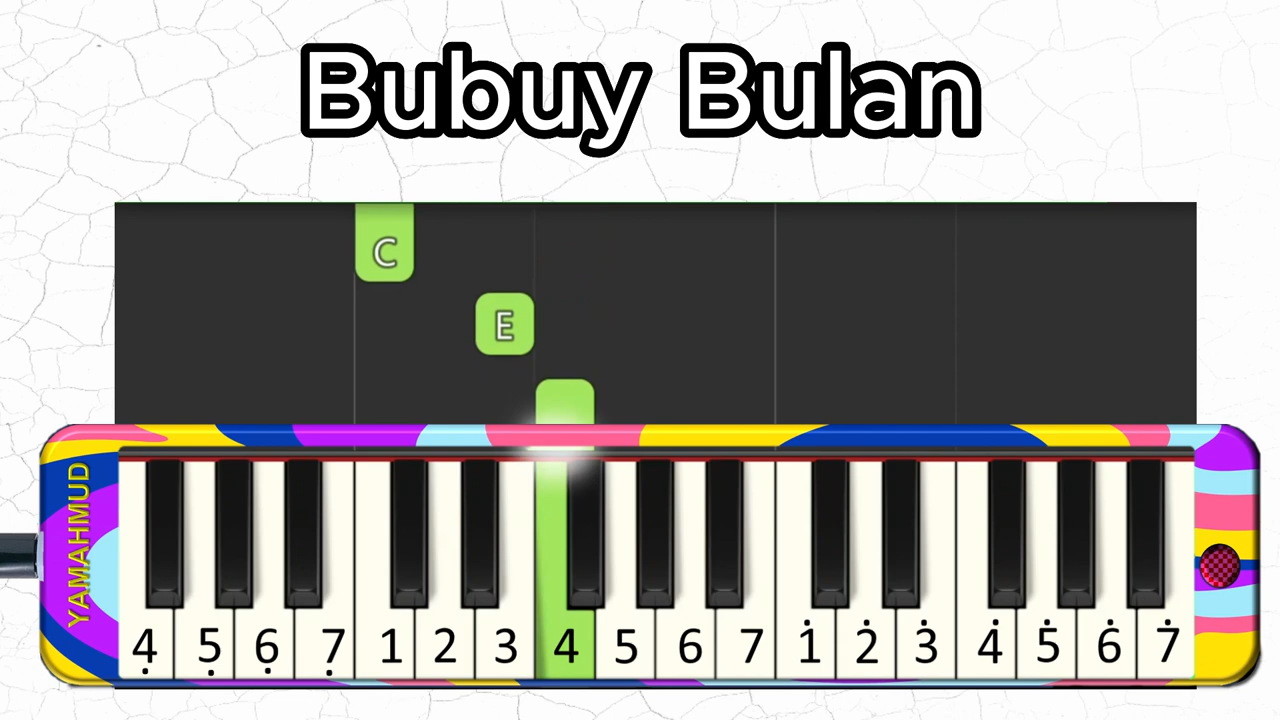 Bubuy Bulan
C
E
YAMAHMUD
4̣ 5̣ 6̣ 7̣ 1 2 3 4 5 6 7 1̇ 2̇ 3̇ 4̇ 5̇ 6̇ 7̇